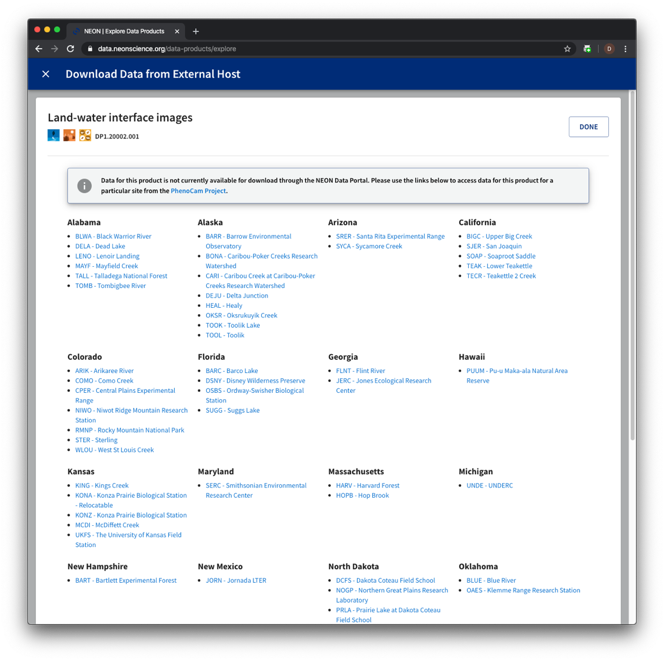 NEON | Explore Data Products
data.neonscience.org/data-products/explore
D
Download Data from External Host
Land-water interface images
DP1.20002.001
DONE
Data for this product is not currently available for download through the NEON Data Portal. Please use the links below to access data for this product for a
particular site from the PhenoCam Project.
Alabama
BLWA - Black Warrior River
DELA - Dead Lake
LENO - Lenoir Landing
MAYF - Mayfield Creek
TALL - Talladega National Forest
TOMB - Tombigbee River
Alaska
BARR - Barrow Environmental
Observatory
BONA - Caribou-Poker Creeks Research
Watershed
CARI - Caribou Creek at Caribou-Poker
Creeks Research Watershed
DEJU - Delta Junction
HEAL - Healy
OKSR - Oksrukuyik Creek
TOOK - Toolik Lake
TOOL - Toolik
Arizona
SRER - Santa Rita Experimental Range
SYCA - Sycamore Creek
California
BIGC - Upper Big Creek
SJER - San Joaquin
SOAP - Soaproot Saddle
TEAK - Lower Teakettle
TECR - Teakettle 2 Creek
Colorado
ARIK - Arikaree River
COMO - Como Creek
CPER - Central Plains Experimental
Range
NIWO - Niwot Ridge Mountain Research
Station
RMNP - Rocky Mountain National Park
STER - Sterling
WLOU - West St Louis Creek
Florida
BARC - Barco Lake
DSNY - Disney Wilderness Preserve
OSBS - Ordway-Swisher Biological
Station
SUGG - Suggs Lake
Georgia
FLNT - Flint River
JERC - Jones Ecological Research
Center
Hawaii
PUUM - Pu-u Maka-ala Natural Area
Reserve
Kansas
KING - Kings Creek
KONA - Konza Prairie Biological Station
- Relocatable
KONZ - Konza Prairie Biological Station
MCDI - McDiffett Creek
UKFS - The University of Kansas Field
Station
Maryland
SERC - Smithsonian Environmental
Research Center
Massachusetts
HARV - Harvard Forest
HOPB - Hop Brook
Michigan
UNDE - UNDERC
New Hampshire
BART - Bartlett Experimental Forest
New Mexico
JORN - Jornada LTER
North Dakota
DCFS - Dakota Coteau Field School
NOGP - Northern Great Plains Research
Laboratory
PRLA - Prairie Lake at Dakota Coteau
Field School
Oklahoma
BLUE - Blue River
OAES - Klemme Range Research Station